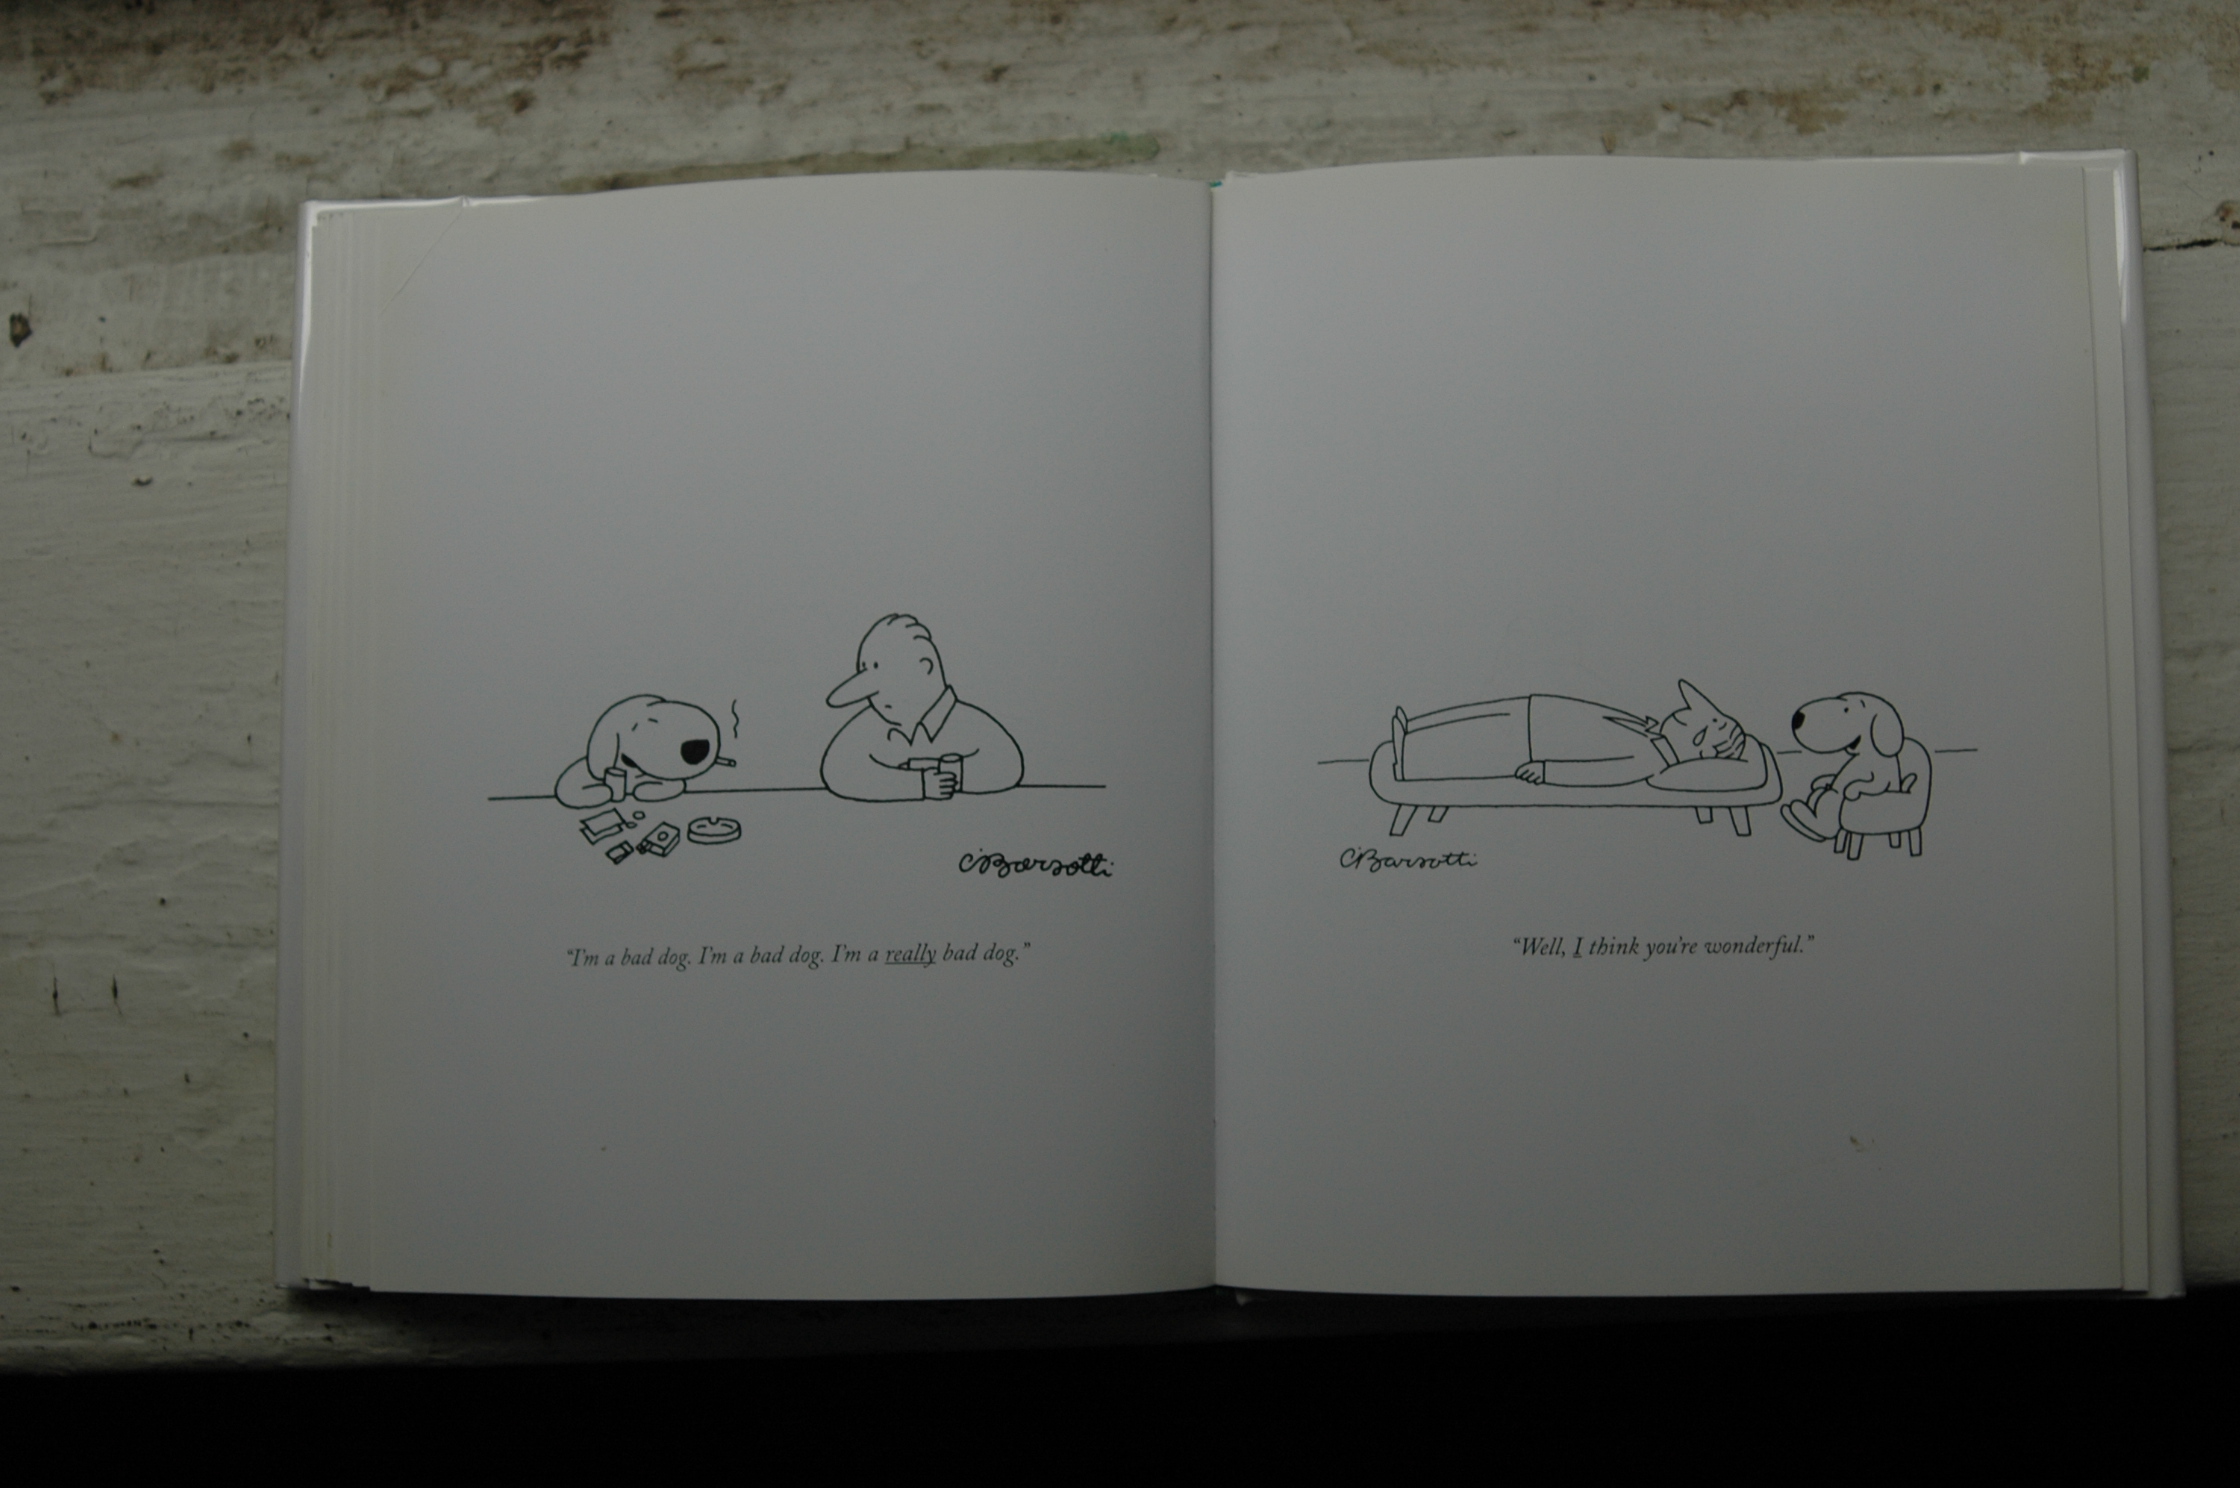 CBarsotti
“I'm a bad dog. I'm a bad dog. I'm a really bad dog.”
CBarsotti
“Well, I think you're wonderful.”